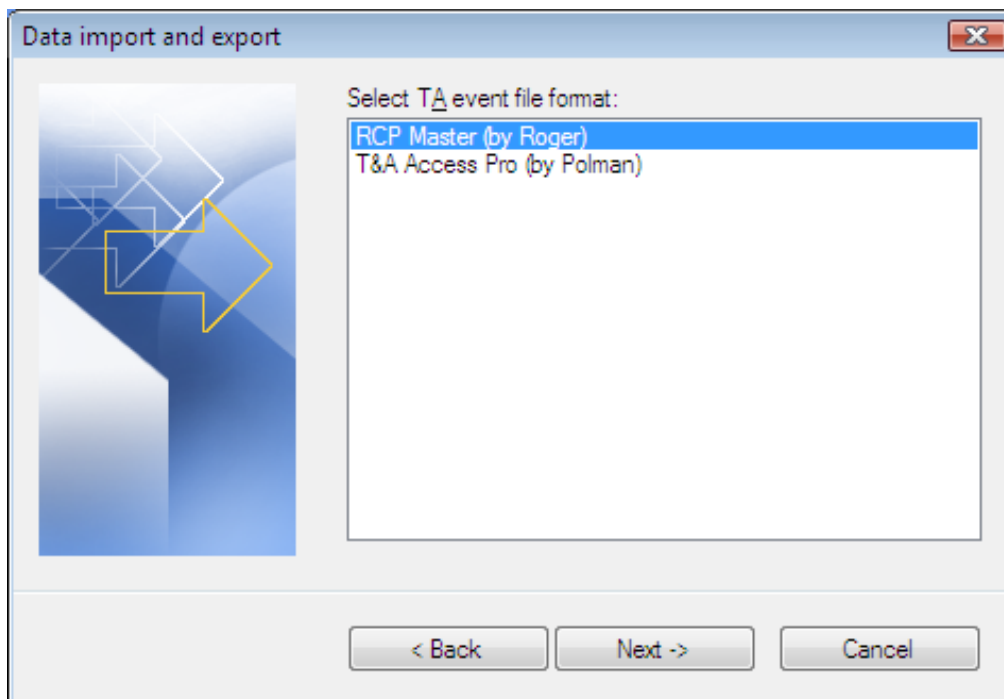 Data import and export
Select TA event file format:
RCP Master (by Roger)
T&A Access Pro (by Polman)
< Back
Next ->
Cancel